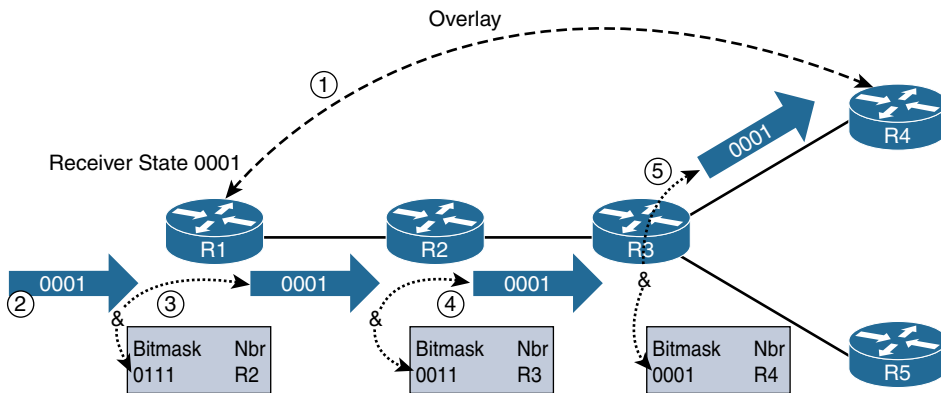 Overlay
1
R4
0001
Receiver State 0001
5
R1
R2
R3
0001
0001
0001
2
3
4
&
&
&
Bitmask Nbr
0111 R2
Bitmask Nbr
0011 R3
Bitmask Nbr
0001 R4
R5